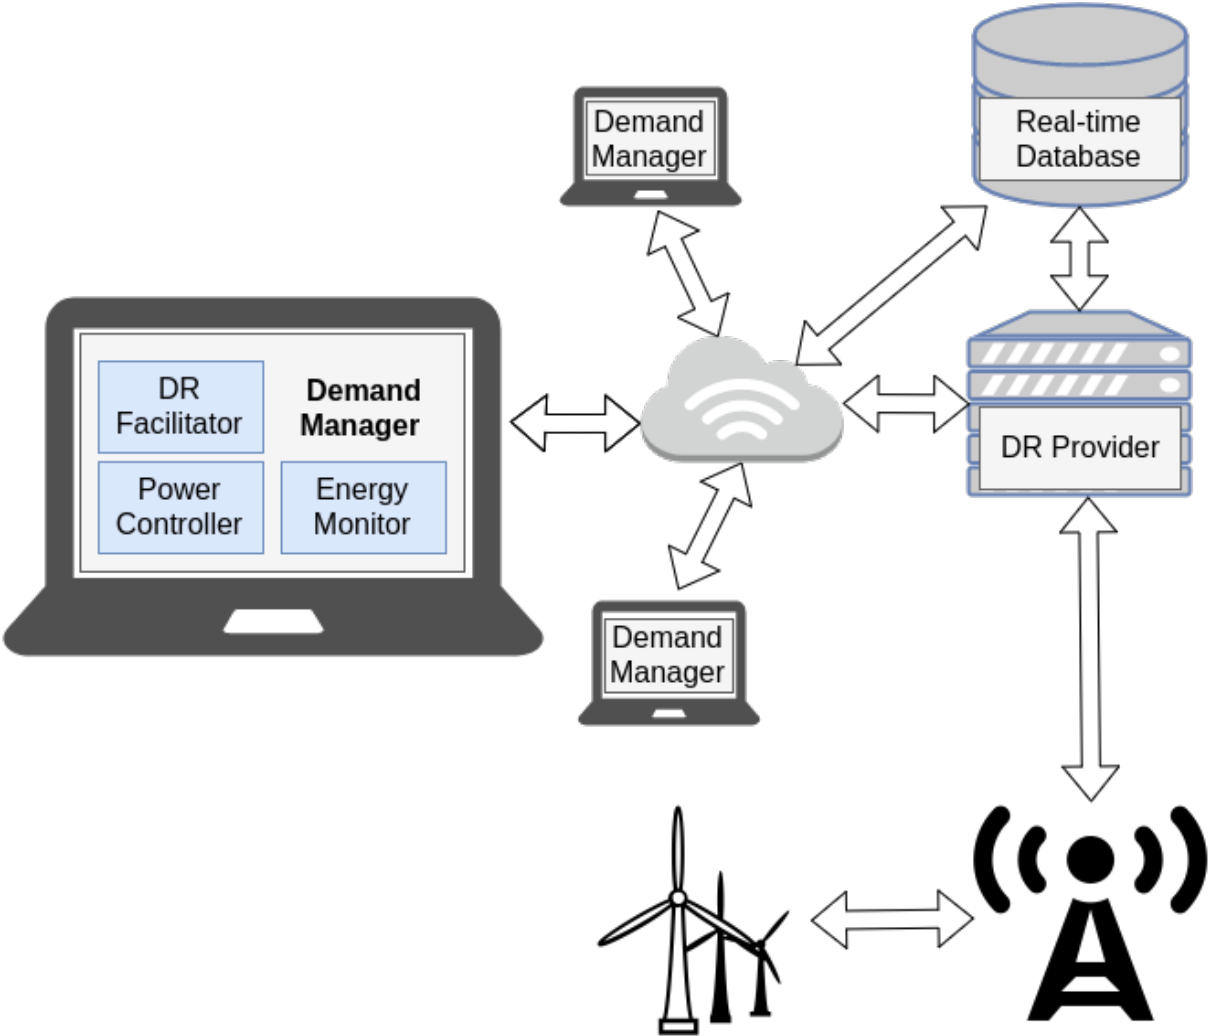 Demand
Manager
Real-time
Database
DR
Facilitator
Demand
Manager
Power
Controller
Energy
Monitor
DR Provider
Demand
Manager